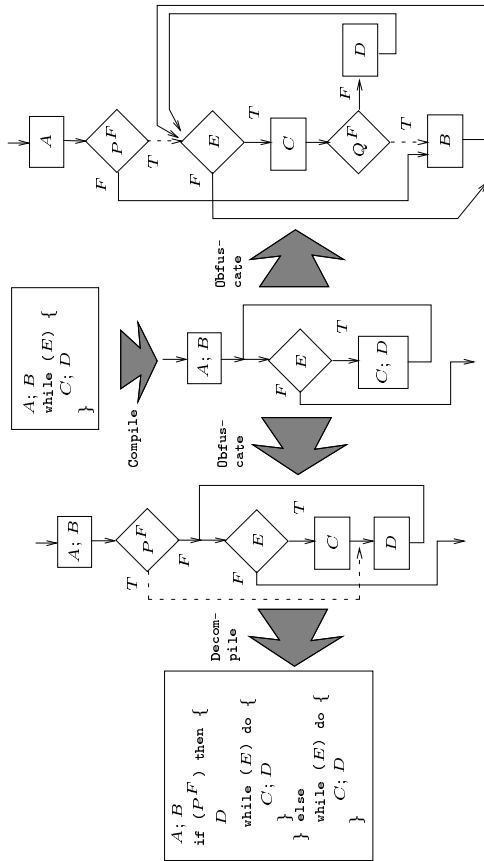 A; B
while (E) {
C; D
}
Compile
A; B
E
F
T
C; D
Obfus-
cate
Obfus-
cate
A; B
P^F
T
F
E
F
T
C
D
Decom-
pile
A; B
if (P^F) then {
D
while (E) do {
C; D
}
} else
while (E) do {
C; D
}
A
P^F
F
T
E
F
T
C
Q^F
F
T
D
B